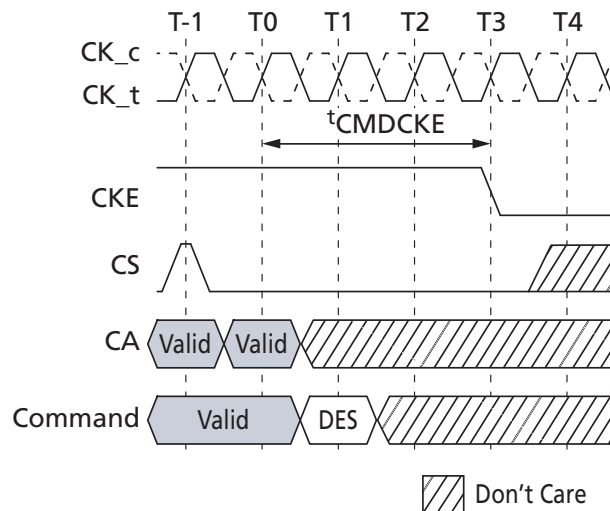 T-1 T0 T1 T2 T3 T4
CK_c
CK_t
tCMDCKE
CKE
CS
CA Valid Valid
Command Valid DES
Don't Care